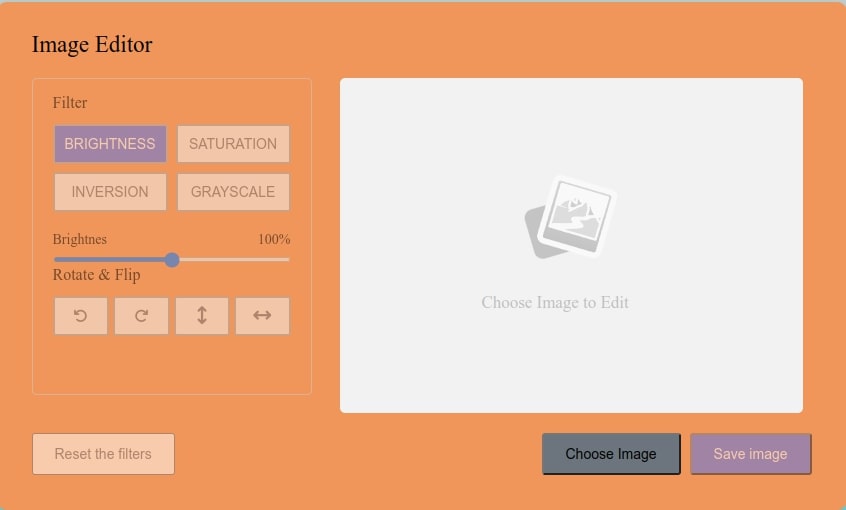 Image Editor
Filter
BRIGHTNESS SATURATION
INVERSION GRAYSCALE
Brightnes 100%
Rotate & Flip
Choose Image to Edit
Reset the filters Choose Image Save image